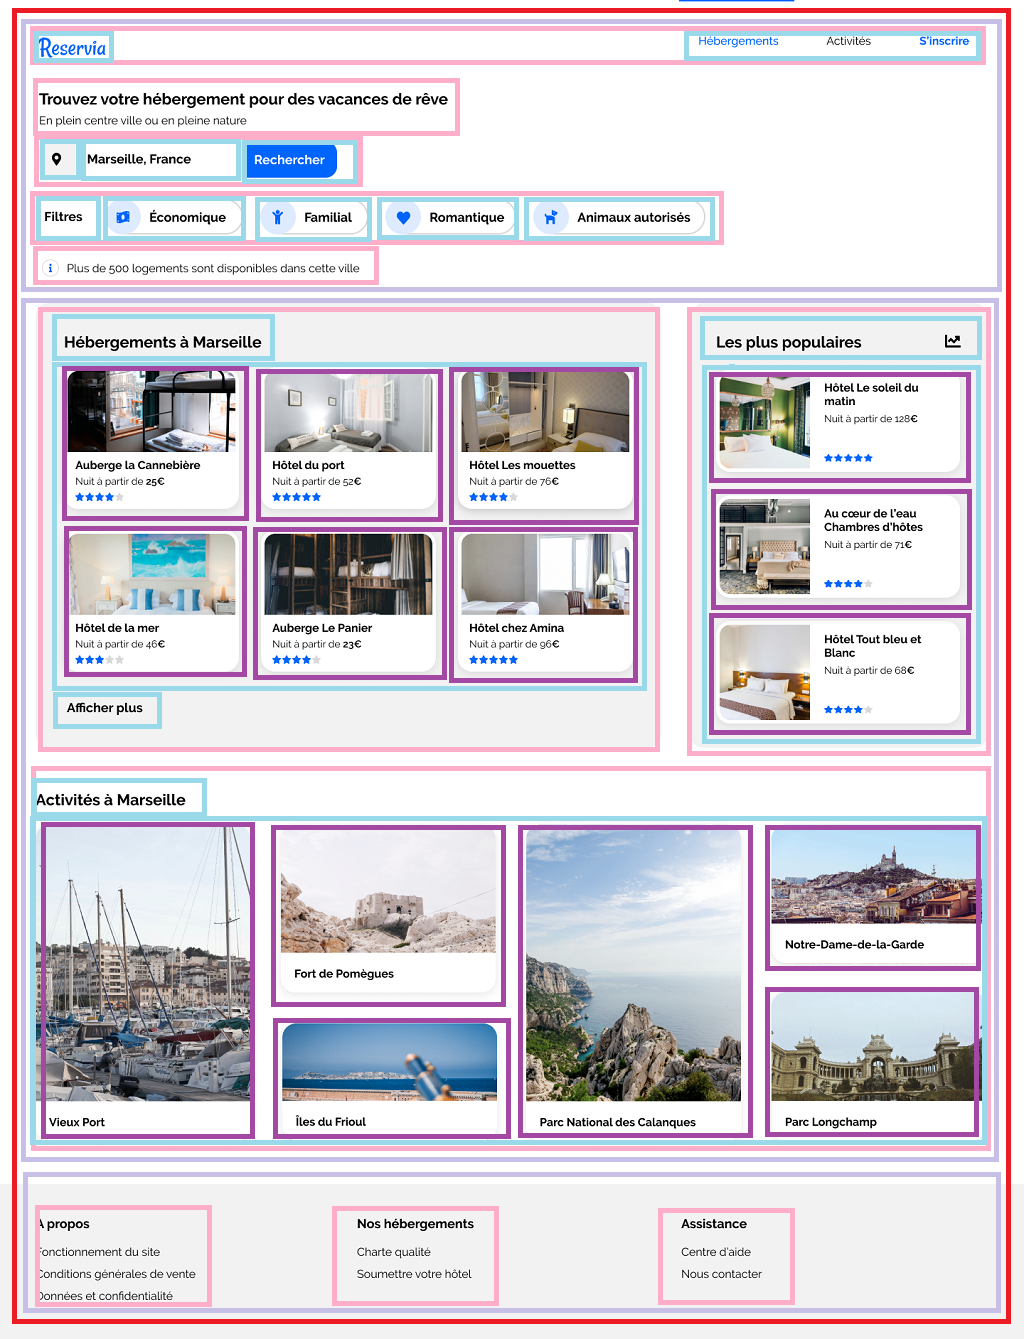 Reservia
Hébergements
Activités
S'inscrire
Trouvez votre hébergement pour des vacances de rêve
En plein centre ville ou en pleine nature
Marseille, France
Rechercher
Filtres
Économique
Familial
Romantique
Animaux autorisés
Plus de 500 logements sont disponibles dans cette ville
Hébergements à Marseille
Auberge la Cannebière
Nuit à partir de 25€
Hôtel du port
Nuit à partir de 52€
Hôtel Les mouettes
Nuit à partir de 76€
Hôtel de la mer
Nuit à partir de 46€
Auberge Le Panier
Nuit à partir de 23€
Hôtel chez Amina
Nuit à partir de 96€
Afficher plus
Les plus populaires
Hôtel Le soleil du
matin
Nuit à partir de 128€
Au cœur de l'eau
Chambres d'hôtes
Nuit à partir de 71€
Hôtel Tout bleu et
Blanc
Nuit à partir de 68€
Activités à Marseille
Vieux Port
Fort de Pomègues
Îles du Frioul
Parc National des Calanques
Notre-Dame-de-la-Garde
Parc Longchamp
A propos
Fonctionnement du site
Conditions générales de vente
Données et confidentialité
Nos hébergements
Charte qualité
Soumettre votre hôtel
Assistance
Centre d'aide
Nous contacter